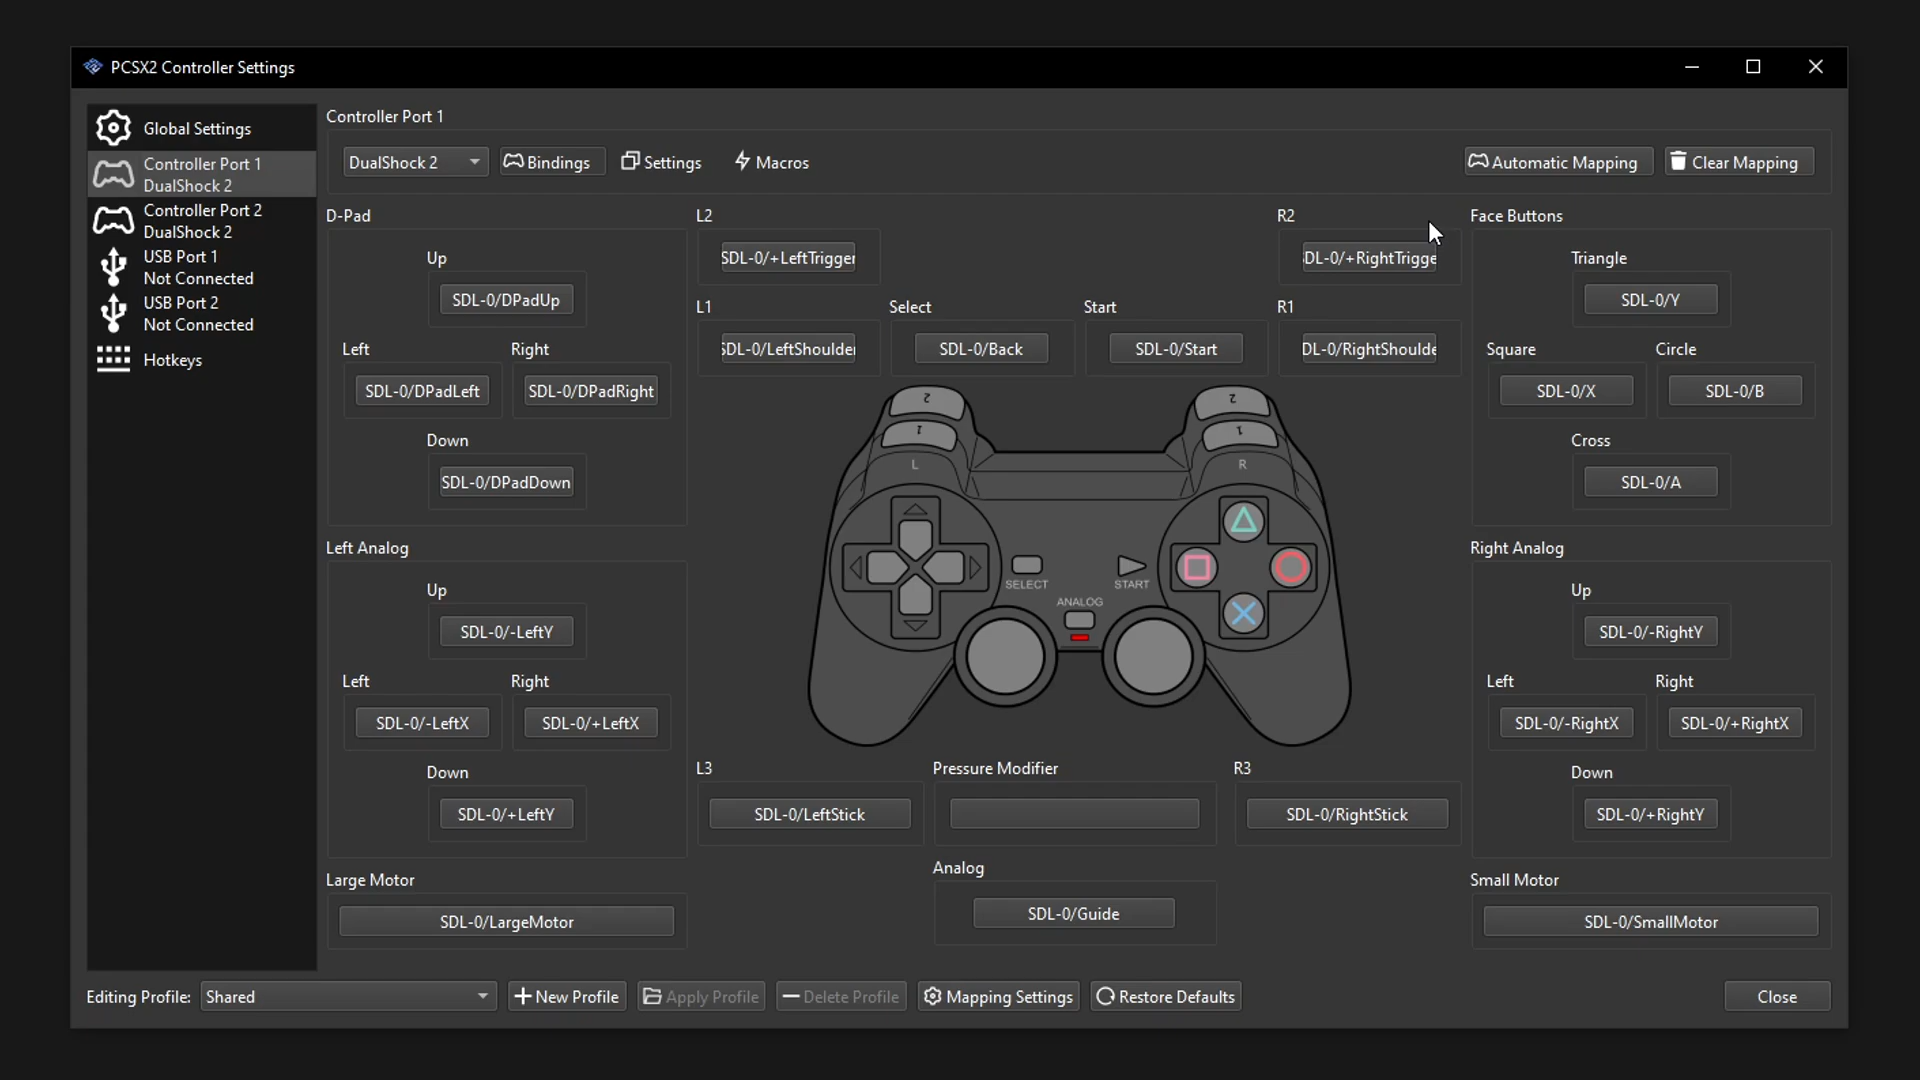 PCSX2 Controller Settings
Global Settings
Controller Port 1
DualShock 2
Controller Port 2
DualShock 2
USB Port 1
Not Connected
USB Port 2
Not Connected
Hotkeys
Controller Port 1
DualShock 2
Bindings
Settings
Macros
Automatic Mapping
Clear Mapping
D-Pad
Up
SDL-0/DPadUp
Left
Right
SDL-0/DPadLeft
SDL-0/DPadRight
Down
SDL-0/DPadDown
Left Analog
Up
SDL-0/-LeftY
Left
Right
SDL-0/-LeftX
SDL-0/+LeftX
Down
SDL-0/+LeftY
Large Motor
SDL-0/LargeMotor
L2
SDL-0/+LeftTrigger
R2
DL-0/+RightTrigge
L1
SDL-0/LeftShoulder
Select
SDL-0/Back
Start
SDL-0/Start
R1
DL-0/RightShoulde
2
2
1
1
L
R
SELECT
START
ANALOG
L3
SDL-0/LeftStick
Pressure Modifier
R3
SDL-0/RightStick
Analog
SDL-0/Guide
Face Buttons
Triangle
SDL-0/Y
Square
Circle
SDL-0/X
SDL-0/B
Cross
SDL-0/A
Right Analog
Up
SDL-0/-RightY
Left
Right
SDL-0/-RightX
SDL-0/+RightX
Down
SDL-0/+RightY
Small Motor
SDL-0/SmallMotor
Editing Profile:
Shared
New Profile
Apply Profile
Delete Profile
Mapping Settings
Restore Defaults
Close